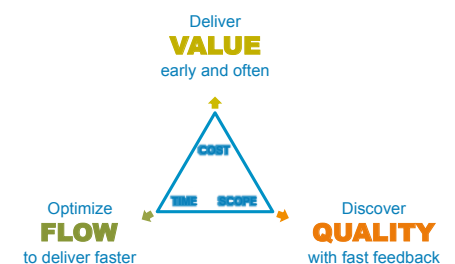 Deliver
VALUE
early and often
COST
TIME SCOPE
Optimize
FLOW
to deliver faster
Discover
QUALITY
with fast feedback